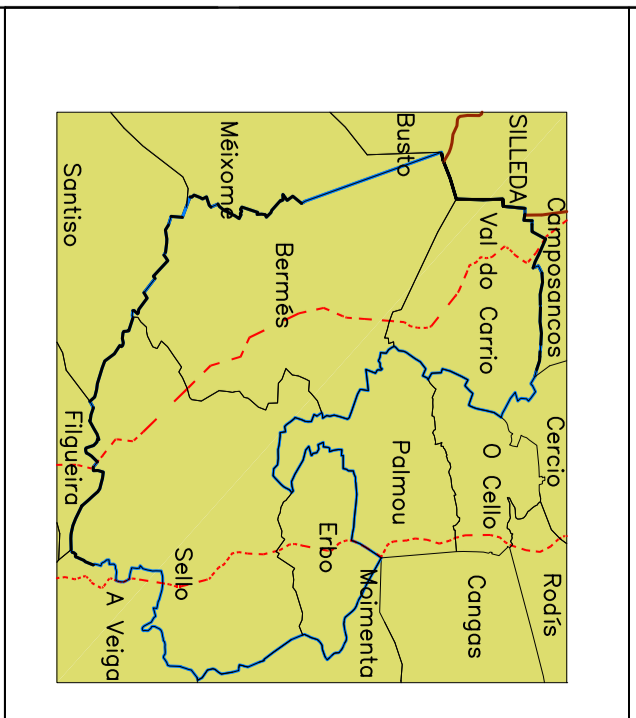 SILLEDA
Camposancos
Busto
Méixome
Santiso
Val do Carrio
Bermés
Cercio
O Cello
Palmou
Filgueira
Erbo
Sello
Rodís
Cangas
Moimenta
A Veiga